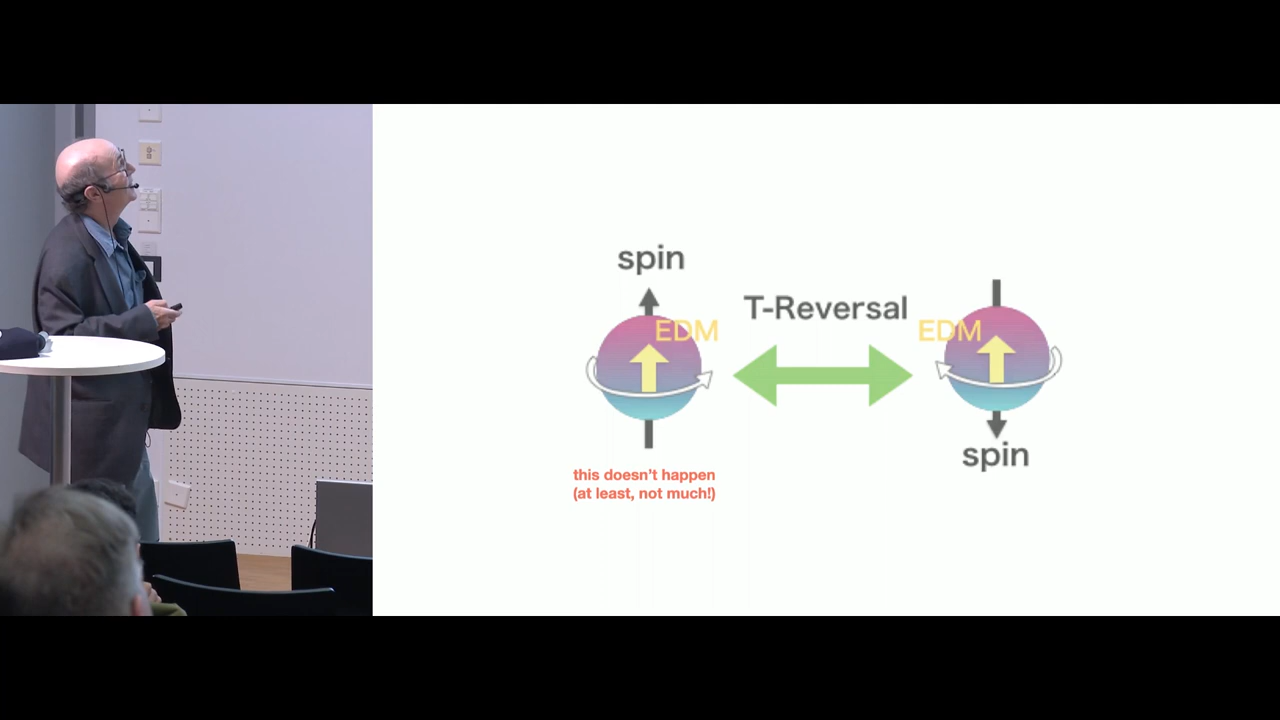 spin
T-Reversal
EDM
EDM
spin
this doesn't happen
(at least, not much!)